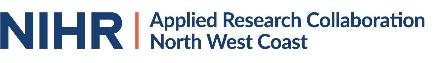 NIHR | Applied Research Collaboration
North West Coast